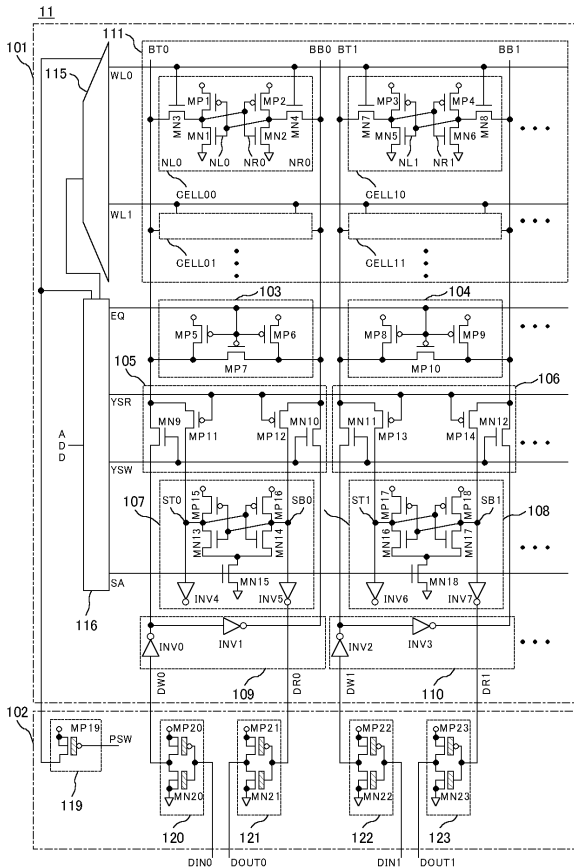 11
101
111
BT0 BB0 BT1 BB1
115
WL0
MP1 MP2 MP3 MP4
MN3 MN4 MN7 MN8
MN1 MN2 MN5 MN6
NL0 NL0 NR0 NR0 NL1 NR1
CELL00 CELL10
WL1
CELL01 CELL11
103 104
EQ
MP5 MP6 MP8 MP9
MP7 MP10
105 106
YSR
MN9 MP11 MP12 MN10 MN11 MP13 MP14 MN12
ADD
YSW
107 ST0 MP15 MP16 SB0 ST1 MP17 MP18 SB1 108
MN13 MN14 MN16 MN17
MN15 MN18
SA
INV4 INV5 INV6 INV7
116
INV0 INV1 INV2 INV3
109 110
DW0 DR0 DW1 DR1
102
MP19 PSW MP20 MP21 MP22 MP23
MN20 MN21 MN22 MN23
119 120 121 122 123
DIN0 DOUT0 DIN1 DOUT1